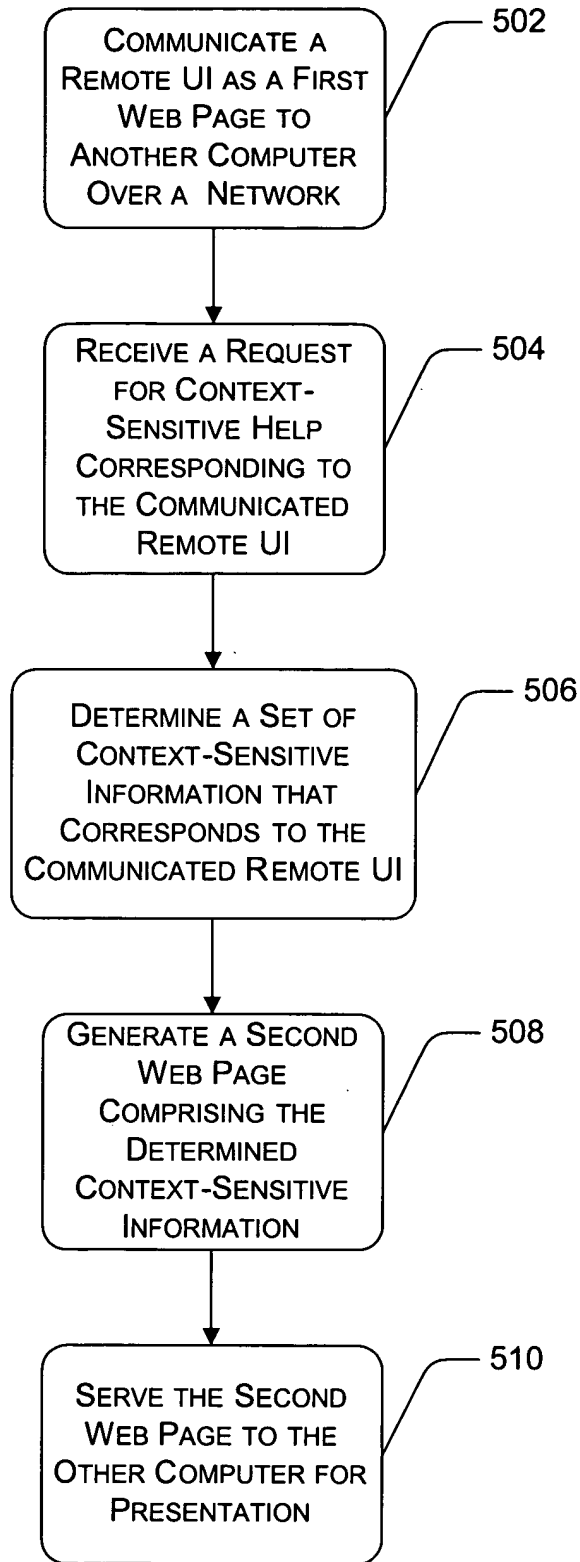 COMMUNICATE A
REMOTE UI AS A FIRST
WEB PAGE TO
ANOTHER COMPUTER
OVER A NETWORK
502
RECEIVE A REQUEST
FOR CONTEXT-
SENSITIVE HELP
CORRESPONDING TO
THE COMMUNICATED
REMOTE UI
504
DETERMINE A SET OF
CONTEXT-SENSITIVE
INFORMATION THAT
CORRESPONDS TO THE
COMMUNICATED REMOTE UI
506
GENERATE A SECOND
WEB PAGE
COMPRISING THE
DETERMINED
CONTEXT-SENSITIVE
INFORMATION
508
SERVE THE SECOND
WEB PAGE TO THE
OTHER COMPUTER FOR
PRESENTATION
510